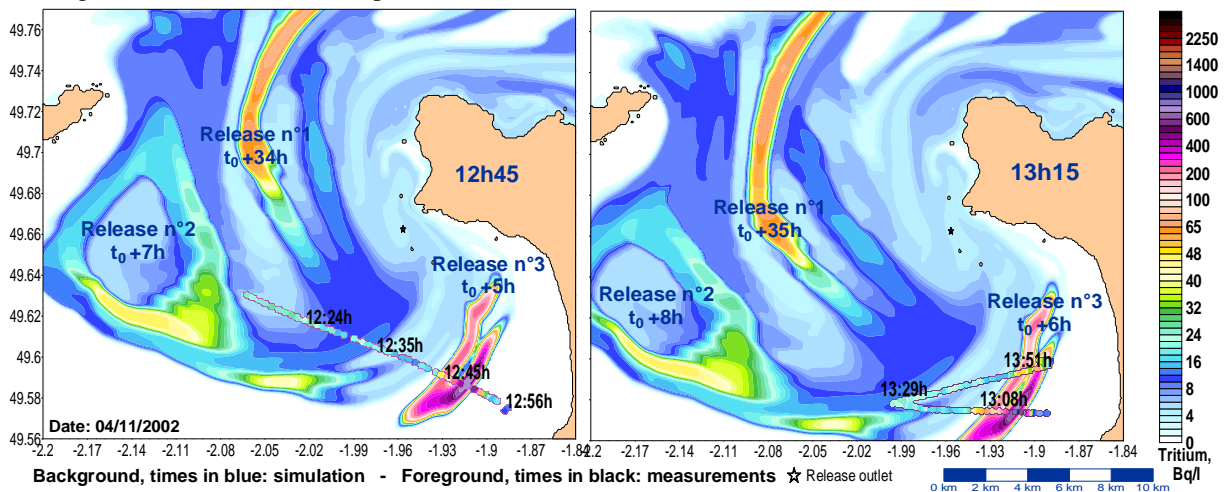 49.76
49.74
49.72
49.7
49.68
49.66
49.64
49.62
49.6
49.58
49.56
Release n°1
t0 +34h
12h45
Release n°2
t0 +7h
Release n°3
t0 +5h
12:24h
12:35h
12:45h
12:56h
Date: 04/11/2002
-2.2 -2.17 -2.14 -2.11 -2.08 -2.05 -2.02 -1.99 -1.96 -1.93 -1.9 -1.87 -1.84
13h15
Release n°1
t0 +35h
Release n°2
t0 +8h
Release n°3
t0 +6h
13:51h
13:29h
13:08h
-2.2 -2.17 -2.14 -2.11 -2.08 -2.05 -2.02 -1.99 -1.96 -1.93 -1.9 -1.87 -1.84
2250
1400
1000
600
400
200
100
65
48
40
32
24
16
8
4
0
Tritium,
Bq/l
Background, times in blue: simulation - Foreground, times in black: measurements ☆ Release outlet
0 km 2 km 4 km 6 km 8 km 10 km